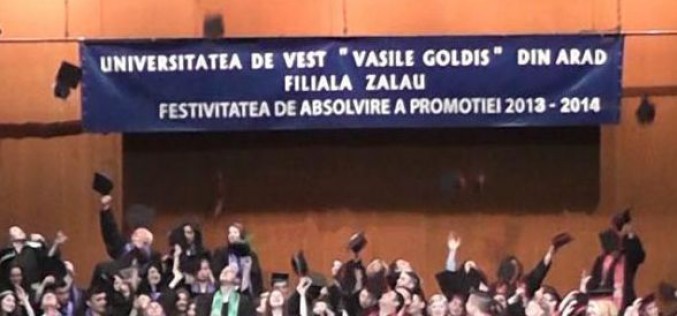 UNIVERSITATEA DE VEST "VASILE GOLDIS" DIN ARAD
FILIALA ZALAU
FESTIVITATEA DE ABSOLVIRE A PROMOTIEI 2013 - 2014